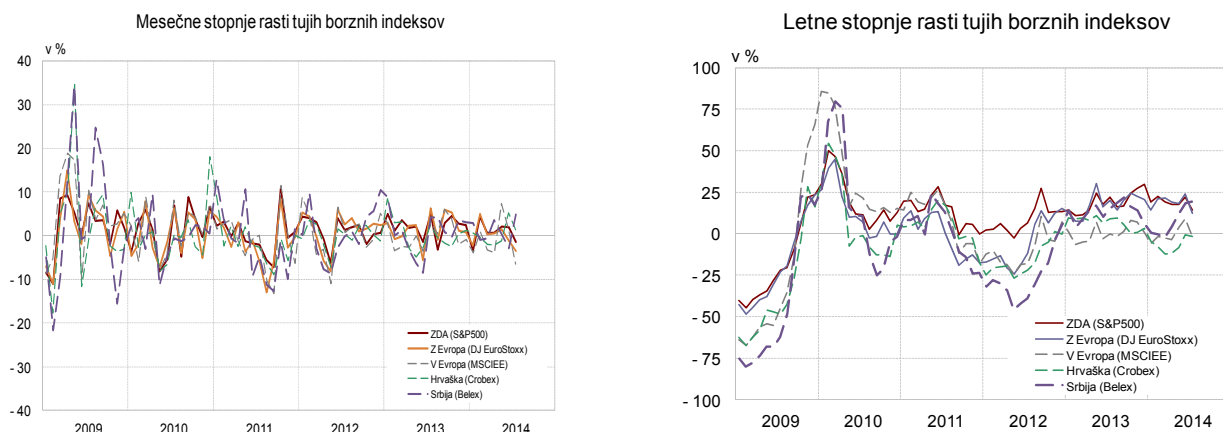 Mesečne stopnje rasti tujih borznih indeksov
v %
40
30
20
10
0
- 10
- 20
- 30
- 40
ZDA (S&P500)
Z Evropa (DJ EuroStoxx)
V Evropa (MSCIEE)
Hrvaška (Crobex)
Srbija (Belex)
2009 2010 2011 2012 2013 2014
Letne stopnje rasti tujih borznih indeksov
v %
100
75
50
25
0
- 25
- 50
- 75
- 100
ZDA (S&P500)
Z Evropa (DJ EuroStoxx)
V Evropa (MSCIEE)
Hrvaška (Crobex)
Srbija (Belex)
2009 2010 2011 2012 2013 2014